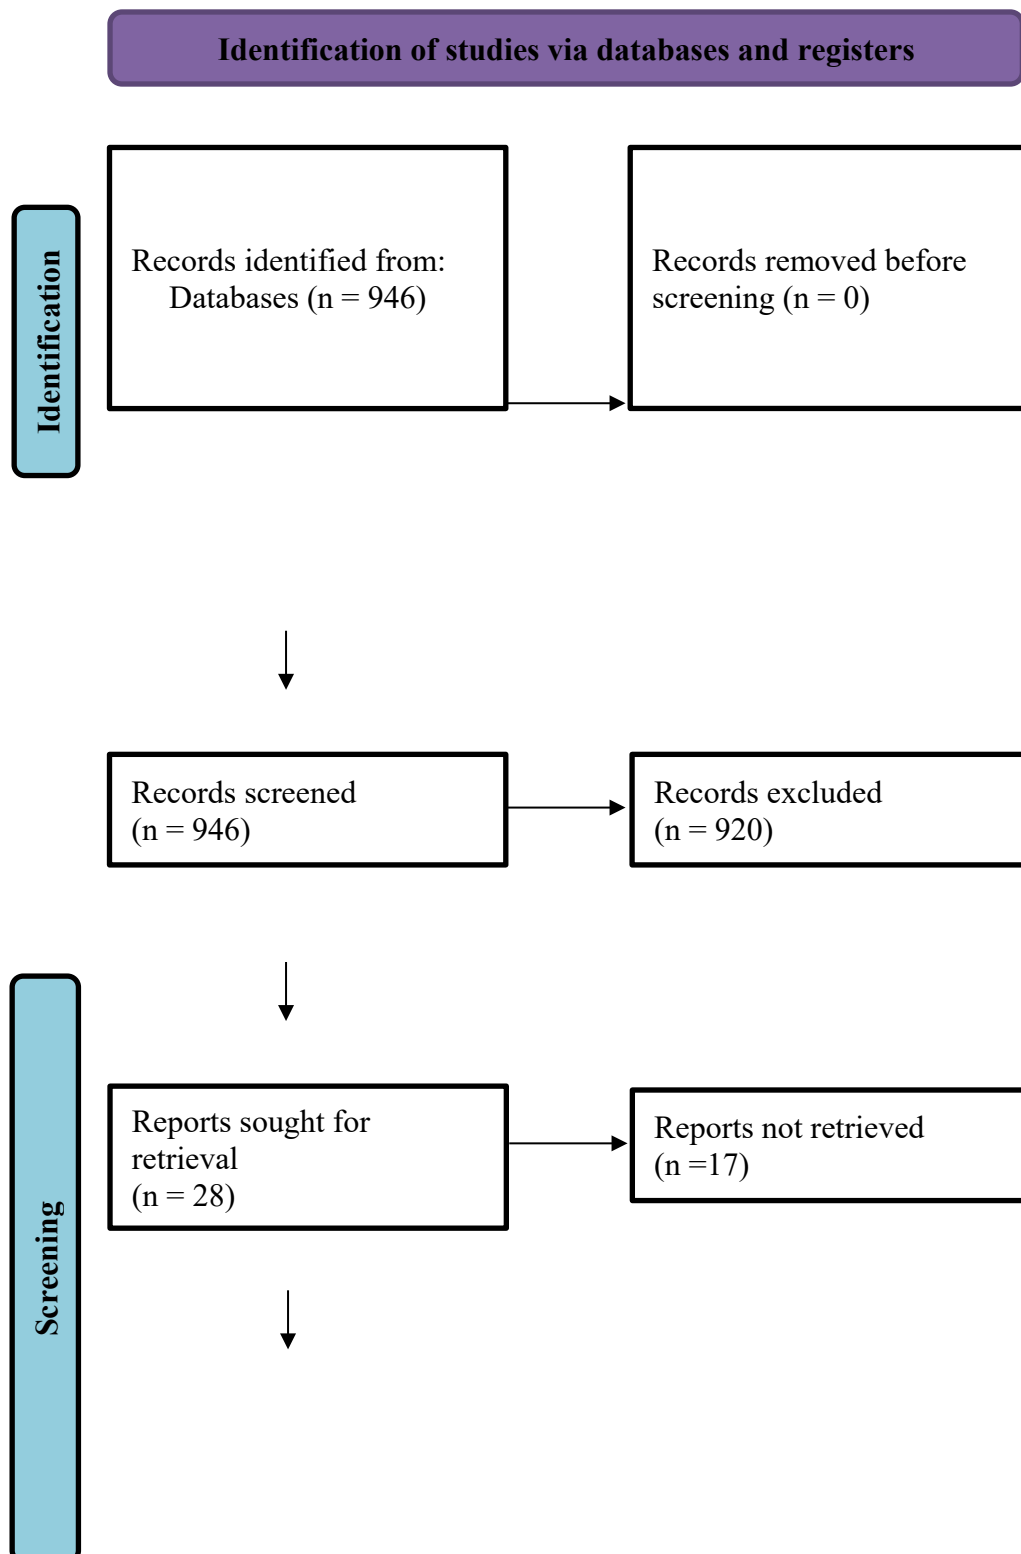 Identification of studies via databases and registers
Identification
Records identified from:
Databases (n = 946)
Records removed before
screening (n = 0)
Records screened
(n = 946)
Records excluded
(n = 920)
Screening
Reports sought for
retrieval
(n = 28)
Reports not retrieved
(n =17)